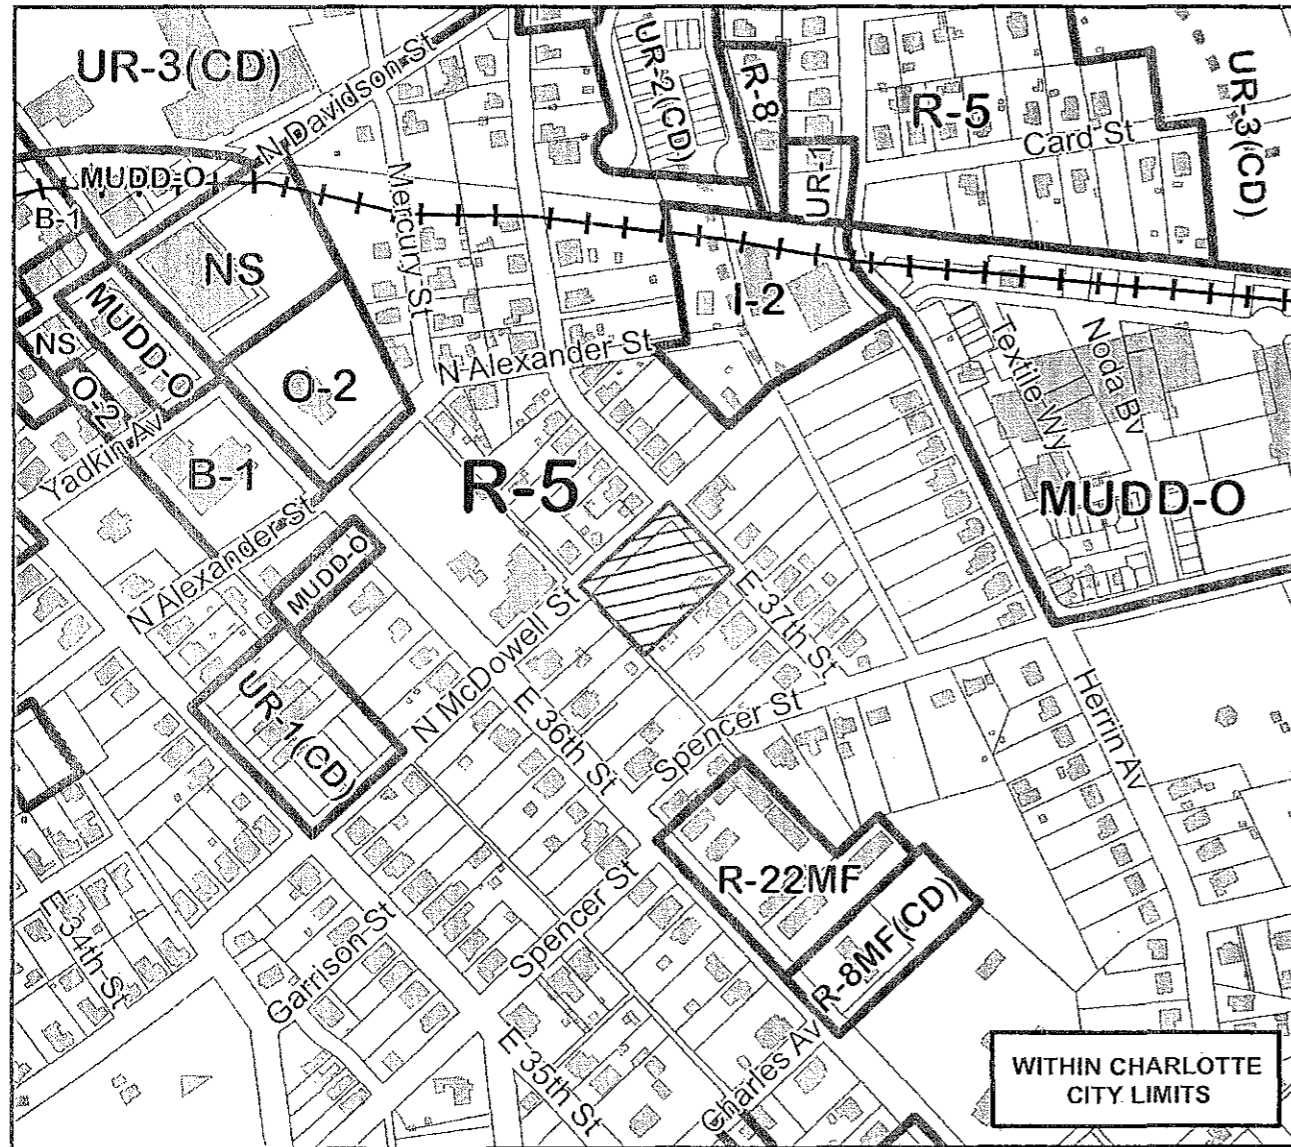 UR-3(CD)
N Davidson St
UR-2(CD)
R-8
R-5
UR-3(CD)
Card St
MUDD-O
B-1
Mercury St
UR-1
NS
MUDD-O
I-2
NS
O-2
N Alexander St
Textile Wy
Noda Bv
O-2
Yadkin Av
B-1
R-5
MUDD-O
N Alexander St
MUDD-O
E 37th St
N McDowell St
UR-1(CD)
E 36th St
Spencer St
Herrin Av
R-22MF
R-8MF(CD)
E 34th St
Garrison St
Spencer St
E 35th St
Charles Av
WITHIN CHARLOTTE
CITY LIMITS